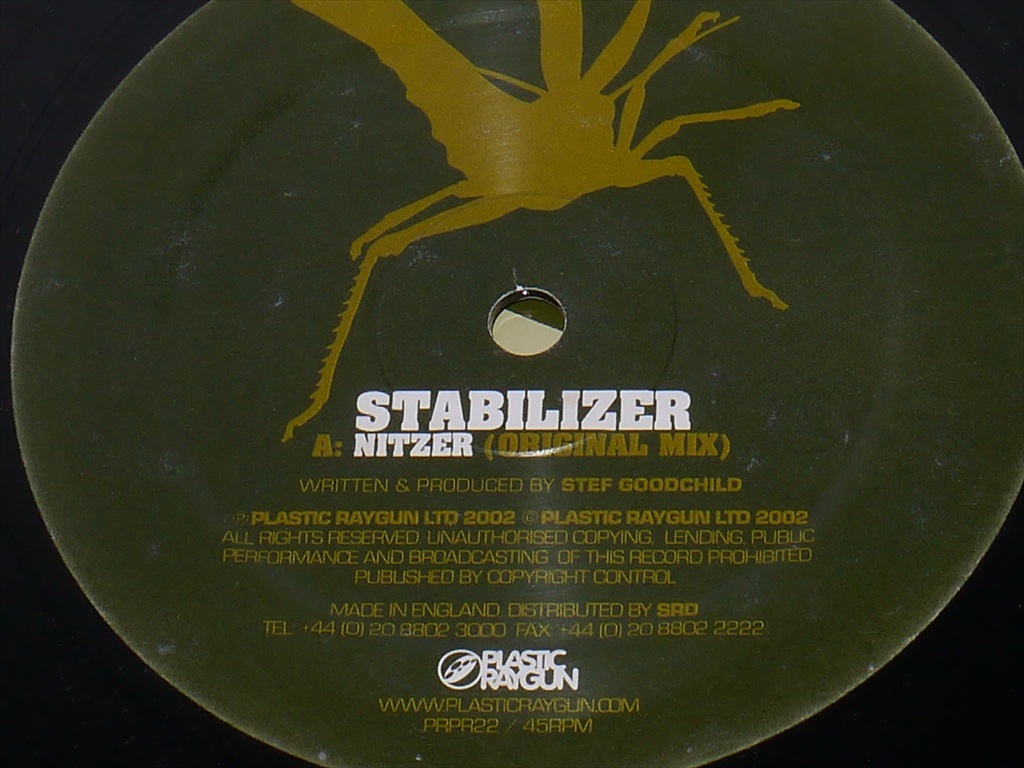 STABILIZER
A: NITZER (ORIGINAL MIX)
WRITTEN & PRODUCED BY STEF GOODCHILD
℗ PLASTIC RAYGUN LTD 2002 © PLASTIC RAYGUN LTD 2002
ALL RIGHTS RESERVED. UNAUTHORISED COPYING, LENDING, PUBLIC
PERFORMANCE AND BROADCASTING OF THIS RECORD PROHIBITED
PUBLISHED BY COPYRIGHT CONTROL
MADE IN ENGLAND. DISTRIBUTED BY SRD
TEL +44 (0) 20 8802 3000 FAX +44 (0) 20 8802 2222
PLASTIC
RAYGUN
WWW.PLASTICRAYGUN.COM
PRPR22 / 45RPM